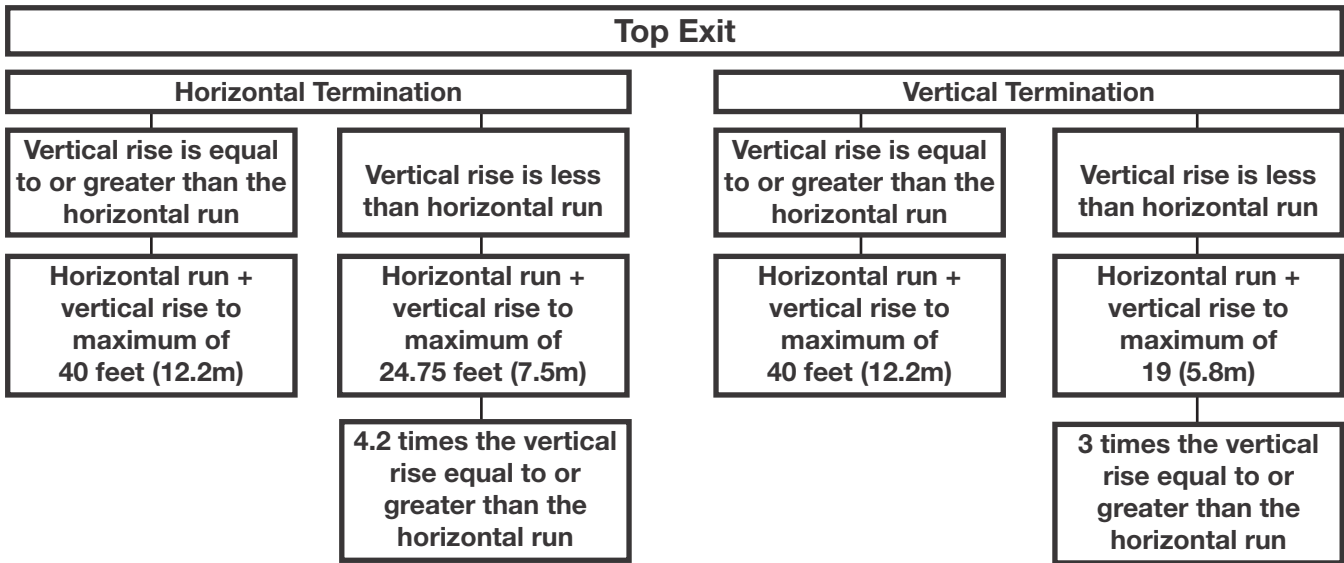 Top Exit
Horizontal Termination
Vertical Termination
Vertical rise is equal
to or greater than the
horizontal run
Vertical rise is less
than horizontal run
Vertical rise is equal
to or greater than the
horizontal run
Vertical rise is less
than horizontal run
Horizontal run +
vertical rise to
maximum of
40 feet (12.2m)
Horizontal run +
vertical rise to
maximum of
24.75 feet (7.5m)
Horizontal run +
vertical rise to
maximum of
40 feet (12.2m)
Horizontal run +
vertical rise to
maximum of
19 (5.8m)
4.2 times the vertical
rise equal to or
greater than the
horizontal run
3 times the vertical
rise equal to or
greater than the
horizontal run